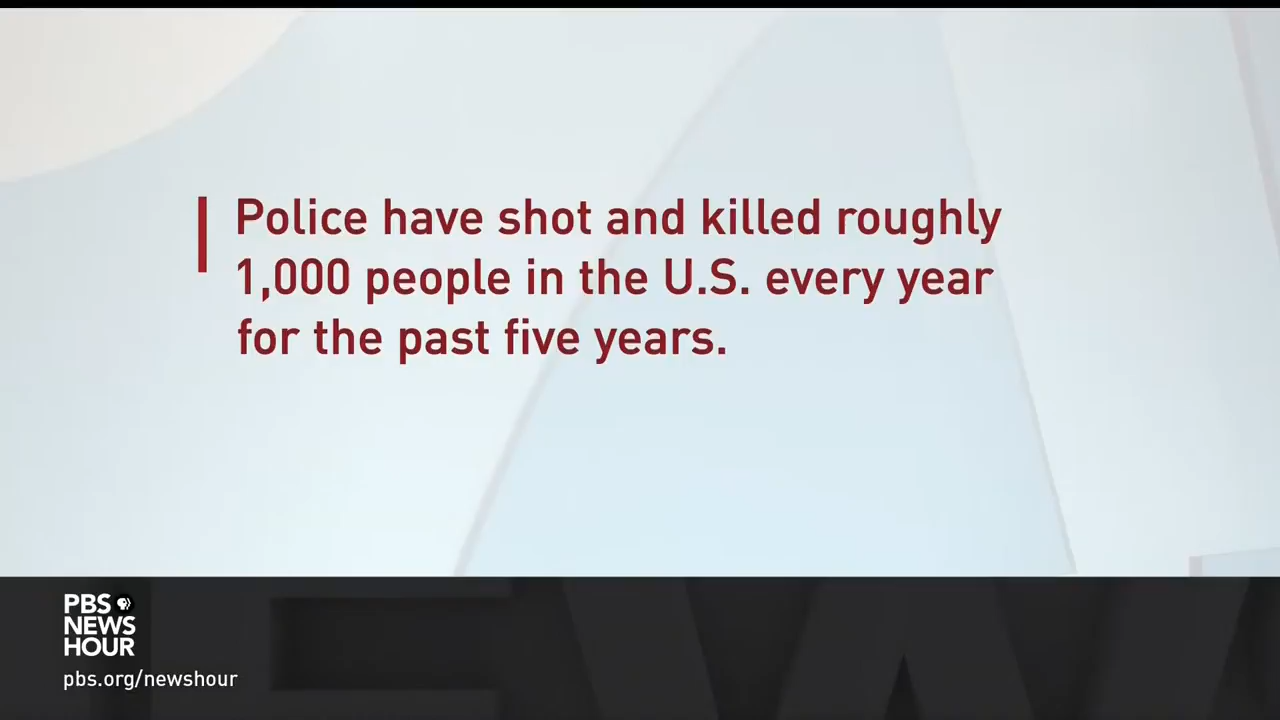 Police have shot and killed roughly
1,000 people in the U.S. every year
for the past five years.
PBS
NEWS
HOUR
pbs.org/newshour